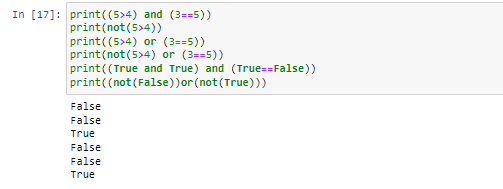 In [17]: print((5>4) and (3==5))
print(not(5>4))
print((5>4) or (3==5))
print(not(5>4) or (3==5))
print((True and True) and (True==False))
print((not(False))or(not(True)))
False
False
True
False
False
True